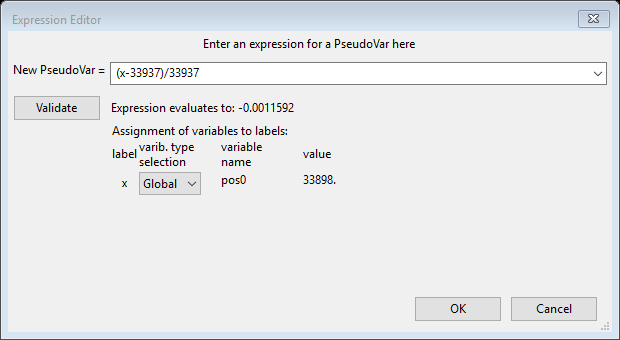 Expression Editor
Enter an expression for a PseudoVar here
New PseudoVar = (x-33937)/33937
Validate Expression evaluates to: -0.0011592
Assignment of variables to labels:
label varib. type selection variable name value
x Global pos0 33898.
OK Cancel